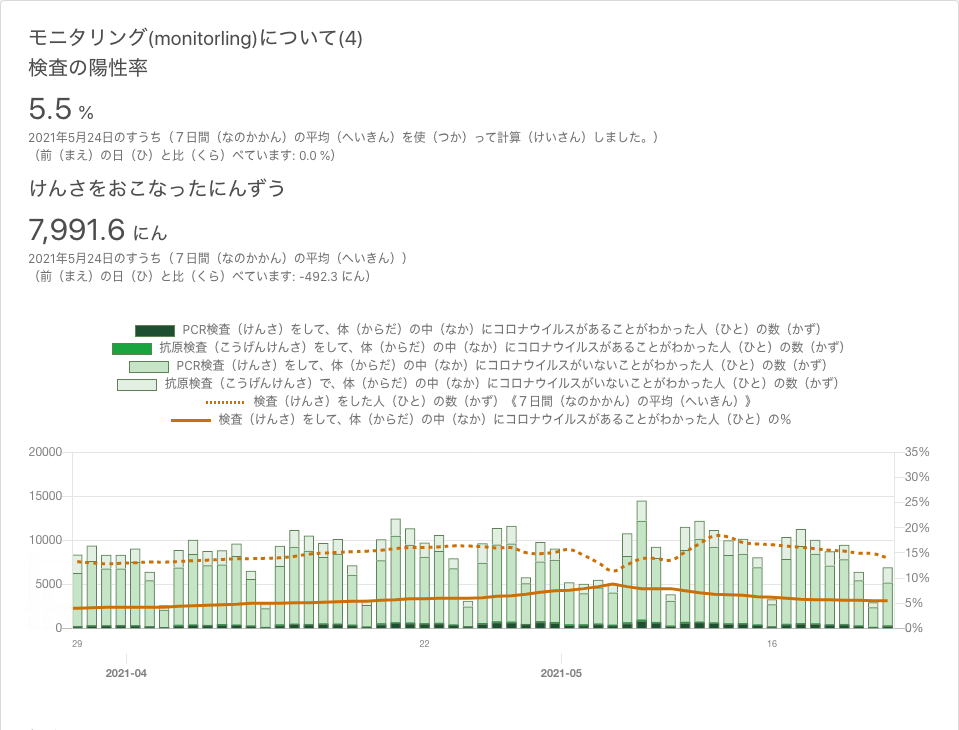 モニタリング(monitorling)について(4)
検査の陽性率
5.5 %
2021年5月24日のすうち（７日間（なのかかん）の平均（へいきん）を使（つか）って計算（けいさん）しました。）
（前（まえ）の日（ひ）と比（くら）べています: 0.0 %）
けんさをおこなったにんずう
7,991.6 にん
2021年5月24日のすうち（７日間（なのかかん）の平均（へいきん））
（前（まえ）の日（ひ）と比（くら）べています: -492.3 にん）
PCR検査（けんさ）をして、体（からだ）の中（なか）にコロナウイルスがあることがわかった人（ひと）の数（かず）
抗原検査（こうげんけんさ）をして、体（からだ）の中（なか）にコロナウイルスがあることがわかった人（ひと）の数（かず）
PCR検査（けんさ）をして、体（からだ）の中（なか）にコロナウイルスがいないことがわかった人（ひと）の数（かず）
抗原検査（こうげんけんさ）で、体（からだ）の中（なか）にコロナウイルスがいないことがわかった人（ひと）の数（かず）
検査（けんさ）をした人（ひと）の数（かず）《７日間（なのかかん）の平均（へいきん）》
検査（けんさ）をして、体（からだ）の中（なか）にコロナウイルスがあることがわかった人（ひと）の%
20000 35%
30%
15000 25%
20%
10000 15%
5000 10%
5%
0 0%
29 22 16
2021-04 2021-05